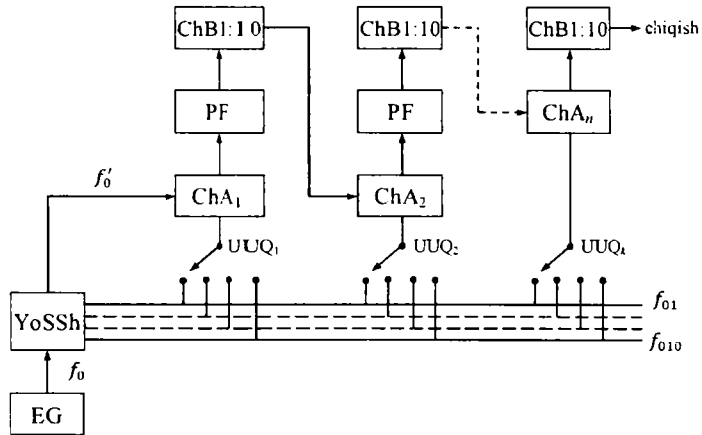 ChB1:10
ChB1:10
ChB1:10
chiqish
PF
PF
ChAₙ
f₀′
ChA₁
ChA₂
UUQ₁
UUQ₂
UUQₖ
YoSSh
f₀₁
f₀₁₀
f₀
EG